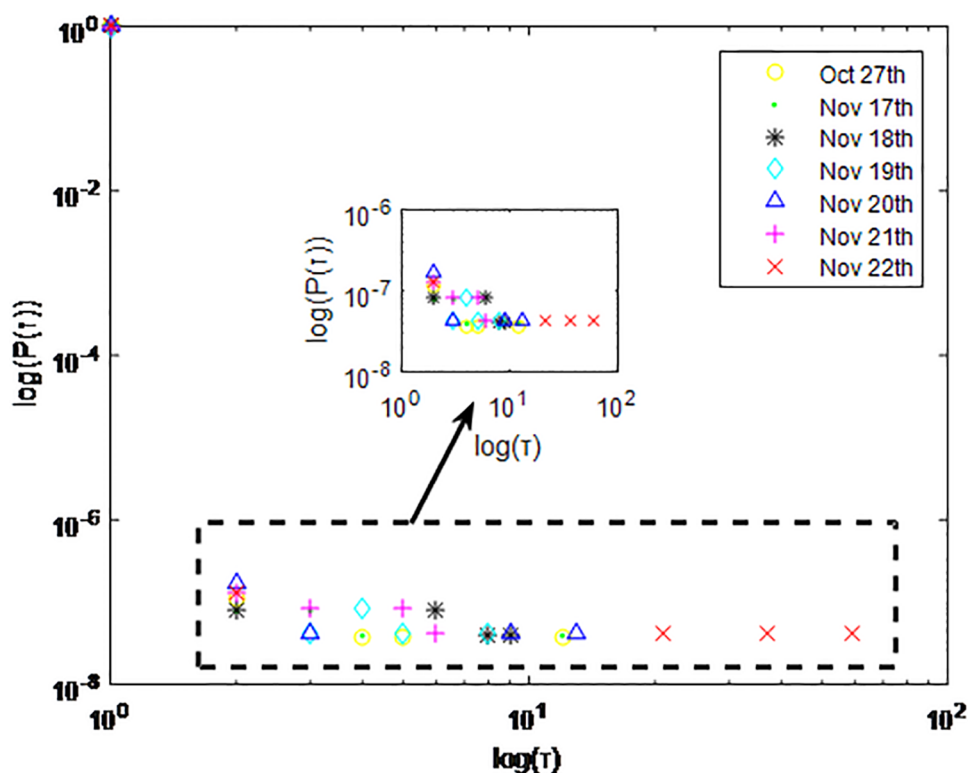 10^0
10^-2
10^-4
10^-6
10^-8
log(P(τ))
Oct 27th
Nov 17th
Nov 18th
Nov 19th
Nov 20th
Nov 21th
Nov 22th
10^-6
10^-7
10^-8
log(P(τ))
10^0 10^1 10^2
log(τ)
10^0 10^1 10^2
log(τ)